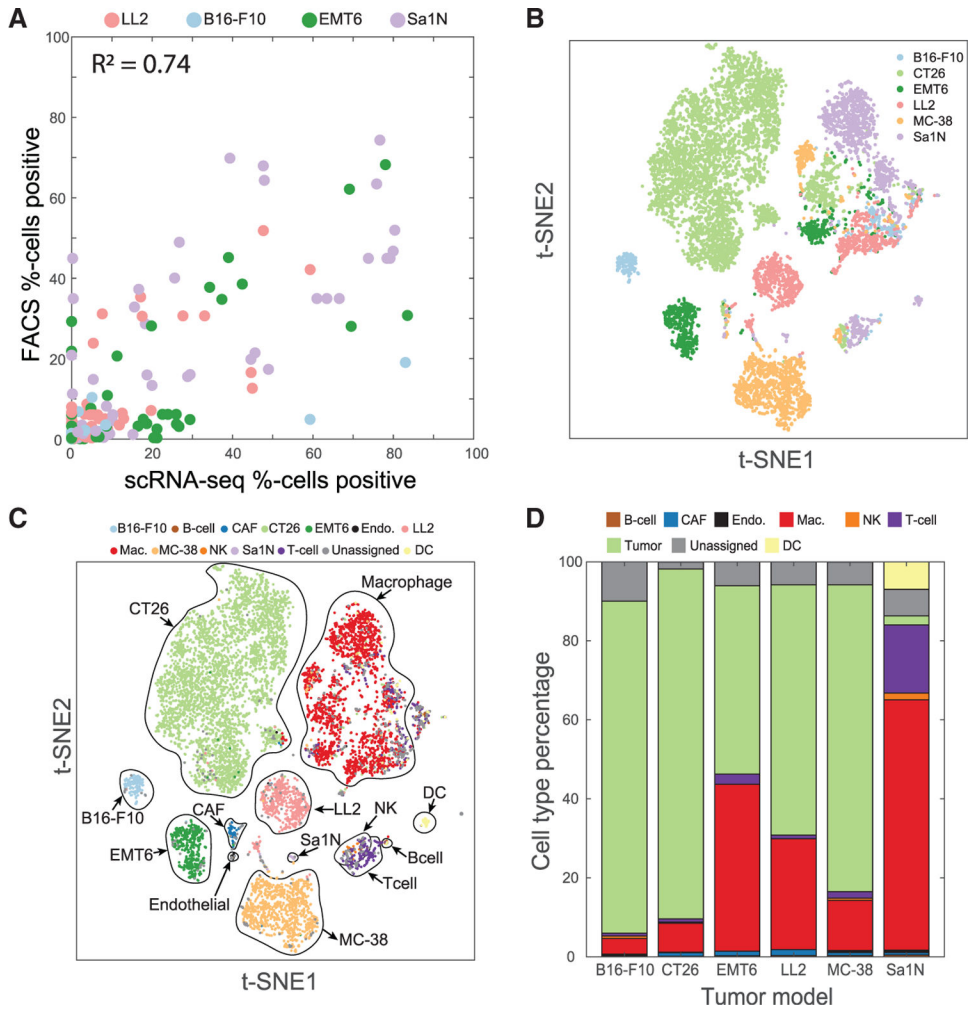 A
LL2 B16-F10 EMT6 Sa1N
R² = 0.74
100
80
60
40
20
0
0 20 40 60 80 100
FACS %-cells positive
scRNA-seq %-cells positive
B
B16-F10
CT26
EMT6
LL2
MC-38
Sa1N
t-SNE2
t-SNE1
C
B16-F10 B-cell CAF CT26 EMT6 Endo. LL2
Mac. MC-38 NK Sa1N T-cell Unassigned DC
CT26
Macrophage
B16-F10
CAF
LL2
NK
DC
EMT6
Sa1N
Bcell
Endothelial
Tcell
MC-38
t-SNE2
t-SNE1
D
B-cell CAF Endo. Mac. NK T-cell
Tumor Unassigned DC
100
80
60
40
20
0
Cell type percentage
B16-F10 CT26 EMT6 LL2 MC-38 Sa1N
Tumor model